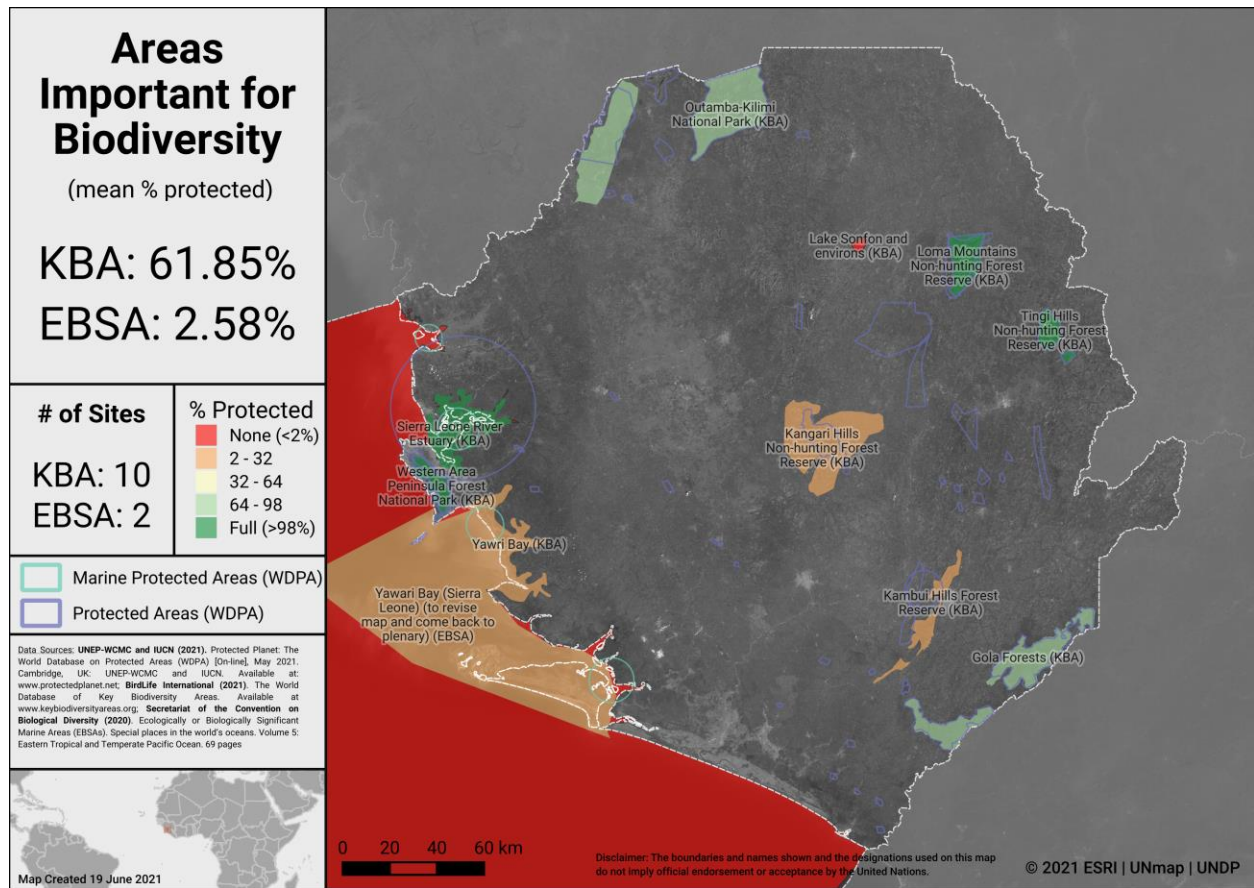 Areas
Important for
Biodiversity
(mean % protected)
KBA: 61.85%
EBSA: 2.58%
# of Sites
KBA: 10
EBSA: 2
% Protected
None (<2%)
2 - 32
32 - 64
64 - 98
Full (>98%)
Marine Protected Areas (WDPA)
Protected Areas (WDPA)
Data Sources: UNEP-WCMC and IUCN (2021). Protected Planet: The
World Database on Protected Areas (WDPA) [On-line], May 2021.
Cambridge, UK: UNEP-WCMC and IUCN. Available at:
www.protectedplanet.net; BirdLife International (2021). The World
Database of Key Biodiversity Areas. Available at
www.keybiodiversityareas.org; Secretariat of the Convention on
Biological Diversity (2020). Ecologically or Biologically Significant
Marine Areas (EBSAs). Special places in the world's oceans. Volume 5:
Eastern Tropical and Temperate Pacific Ocean. 69 pages
Map Created 19 June 2021
Outamba-Kilimi
National Park (KBA)
Lake Sonfon and
environs (KBA)
Loma Mountains
Non-hunting Forest
Reserve (KBA)
Tingi Hills
Non-hunting Forest
Reserve (KBA)
Sierra Leone River
Estuary (KBA)
Kangari Hills
Non-hunting Forest
Reserve (KBA)
Western Area
Peninsula Forest
National Park (KBA)
Yawri Bay (KBA)
Yawari Bay (Sierra
Leone) (to revise
map and come back to
plenary) (EBSA)
Kambui Hills Forest
Reserve (KBA)
Gola Forests (KBA)
0 20 40 60 km
Disclaimer: The boundaries and names shown and the designations used on this map
do not imply official endorsement or acceptance by the United Nations.
© 2021 ESRI | UNmap | UNDP